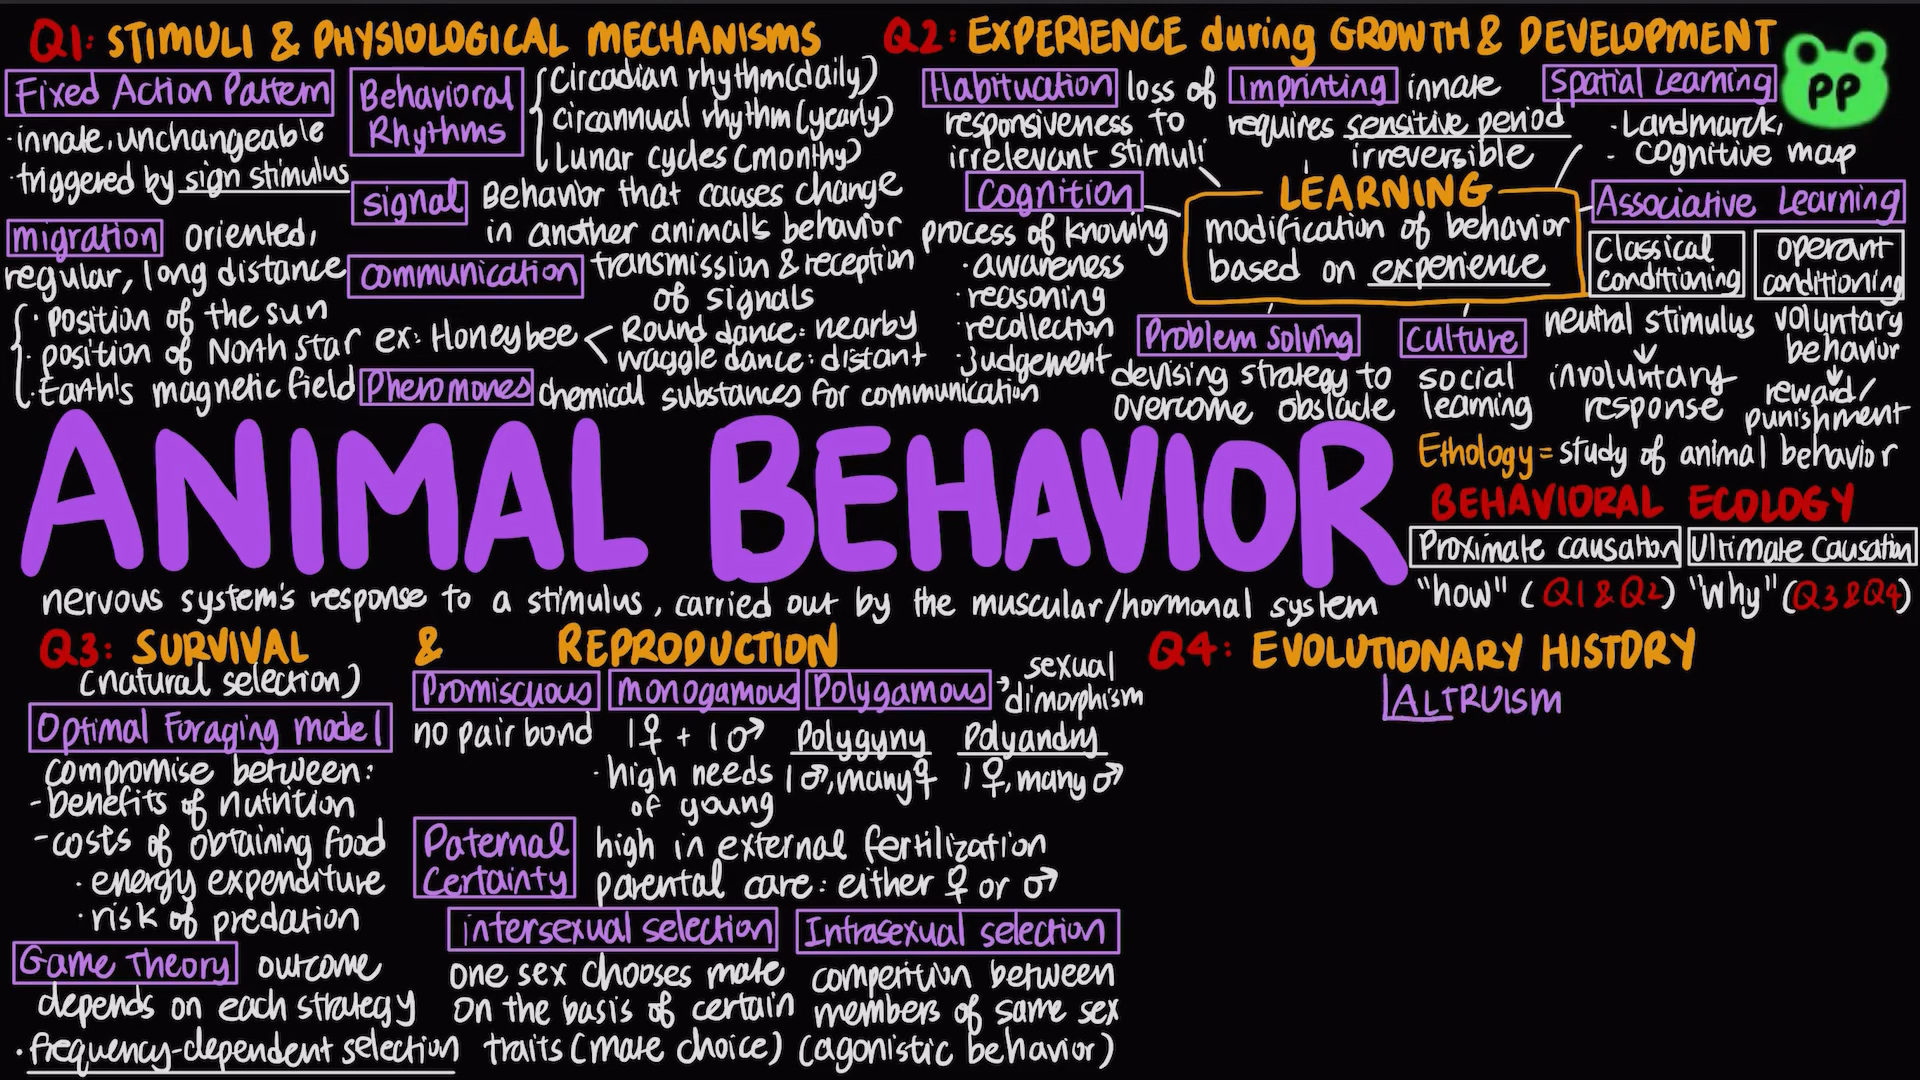 Q1: STIMULI & PHYSIOLOGICAL MECHANISMS
Fixed Action Pattern
·innate, unchangeable
·triggered by sign stimulus
migration oriented,
regular, long distance
· position of the sun
· position of North Star
· Earth's magnetic field
Behavioral
Rhythms
Circadian rhythm (daily)
circannual rhythm (yearly)
Lunar cycles (monthy)
signal Behavior that causes change
in another animal's behavior
communication transmission & reception
of signals
ex: Honeybee < Round dance: nearby
waggle dance: distant
Pheromones chemical substances for communication
Q2: EXPERIENCE during GROWTH & DEVELOPMENT
PP
Habituation loss of
responsiveness to
irrelevant stimuli
Imprinting innate
requires sensitive period
irreversible
Spatial Learning
· Landmarck,
· cognitive map
Cognition
process of knowing
· awareness
· reasoning
· recollection
· judgement
LEARNING
modification of behavior
based on experience
Associative Learning
Classical
conditioning
neutral stimulus
↓
involuntary
response
operant
conditioning
voluntary
behavior
↓
reward/
punishment
Problem Solving
devising strategy to
overcome obstacle
culture
social
learning
ANIMAL BEHAVIOR
nervous system's response to a stimulus, carried out by the muscular/hormonal system
Ethology = study of animal behavior
BEHAVIORAL ECOLOGY
Proximate causation
"how" (Q1 & Q2)
Ultimate Causation
"Why" (Q3 & Q4)
Q3: SURVIVAL & REPRODUCTION
(natural selection)
Optimal Foraging model
compromise between:
- benefits of nutrition
- costs of obtaining food
· energy expenditure
· risk of predation
Game Theory outcome
depends on each strategy
· frequency-dependent selection
Promiscuous
no pair bond
monogamous
1♀ + 1♂
· high needs
of young
Polygamous → sexual
dimorphism
Polygyny
1♂, many♀
Polyandry
1♀, many♂
Paternal
Certainty
high in external fertilization
parental care: either ♀ or ♂
intersexual selection
one sex chooses mate
on the basis of certain
traits (mate choice)
Intrasexual selection
competition between
members of same sex
(agonistic behavior)
Q4: EVOLUTIONARY HISTORY
ALTRUISM